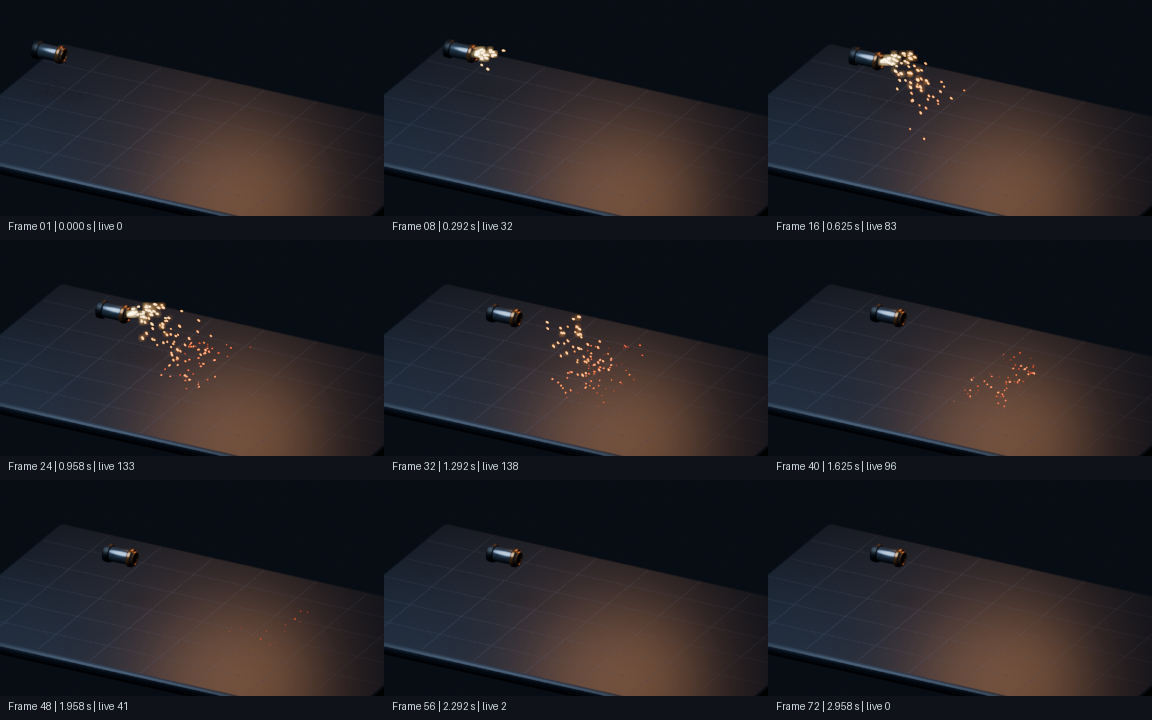 Frame 01 | 0.000 s | live 0
Frame 08 | 0.292 s | live 32
Frame 16 | 0.625 s | live 83
Frame 24 | 0.958 s | live 133
Frame 32 | 1.292 s | live 138
Frame 40 | 1.625 s | live 96
Frame 48 | 1.958 s | live 41
Frame 56 | 2.292 s | live 2
Frame 72 | 2.958 s | live 0